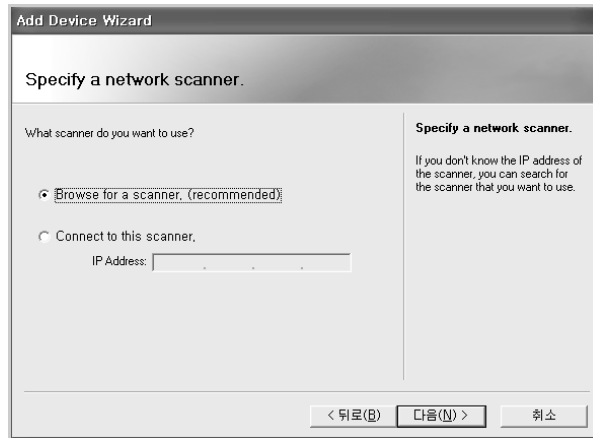 Add Device Wizard
Specify a network scanner.
What scanner do you want to use?
Browse for a scanner, (recommended)
Connect to this scanner,
IP Address: . . .
Specify a network scanner.
If you don't know the IP address of
the scanner, you can search for
the scanner that you want to use.
< 뒤로(B) 다음(N) > 취소